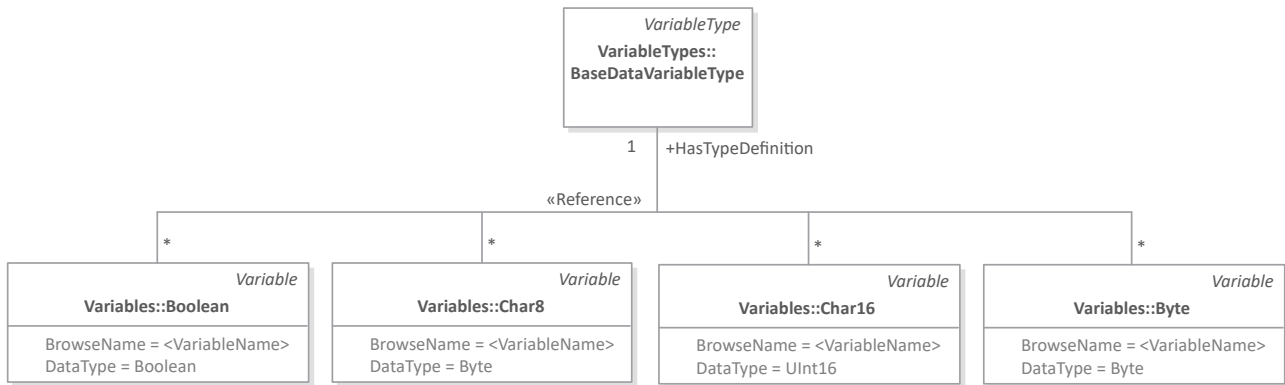 VariableType
VariableTypes::
BaseDataVariableType
1
+HasTypeDefinition
«Reference»
*
*
*
*
Variable
Variables::Boolean
BrowseName = <VariableName>
DataType = Boolean
Variable
Variables::Char8
BrowseName = <VariableName>
DataType = Byte
Variable
Variables::Char16
BrowseName = <VariableName>
DataType = UInt16
Variable
Variables::Byte
BrowseName = <VariableName>
DataType = Byte